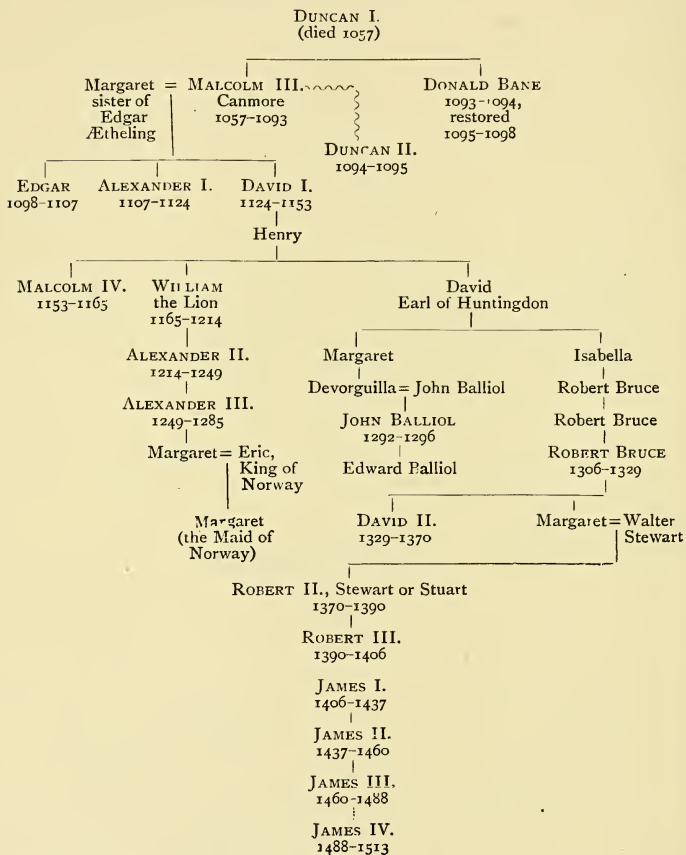 DUNCAN I.
(died 1057)
Margaret = MALCOLM III.
sister of Canmore
Edgar 1057-1093
Ætheling
DONALD BANE
1093-1094,
restored
1095-1098
DUNCAN II.
1094-1095
EDGAR
1098-1107
ALEXANDER I.
1107-1124
DAVID I.
1124-1153
Henry
MALCOLM IV.
1153-1165
WILLIAM
the Lion
1165-1214
David
Earl of Huntingdon
ALEXANDER II.
1214-1249
Margaret
Isabella
Devorguilla = John Balliol
Robert Bruce
ALEXANDER III.
1249-1285
JOHN BALLIOL
1292-1296
Robert Bruce
Margaret = Eric,
King of
Norway
Edward Balliol
ROBERT BRUCE
1306-1329
Margaret
(the Maid of
Norway)
DAVID II.
1329-1370
Margaret = Walter
Stewart
ROBERT II., Stewart or Stuart
1370-1390
ROBERT III.
1390-1406
JAMES I.
1406-1437
JAMES II.
1437-1460
JAMES III.
1460-1488
JAMES IV.
1488-1513